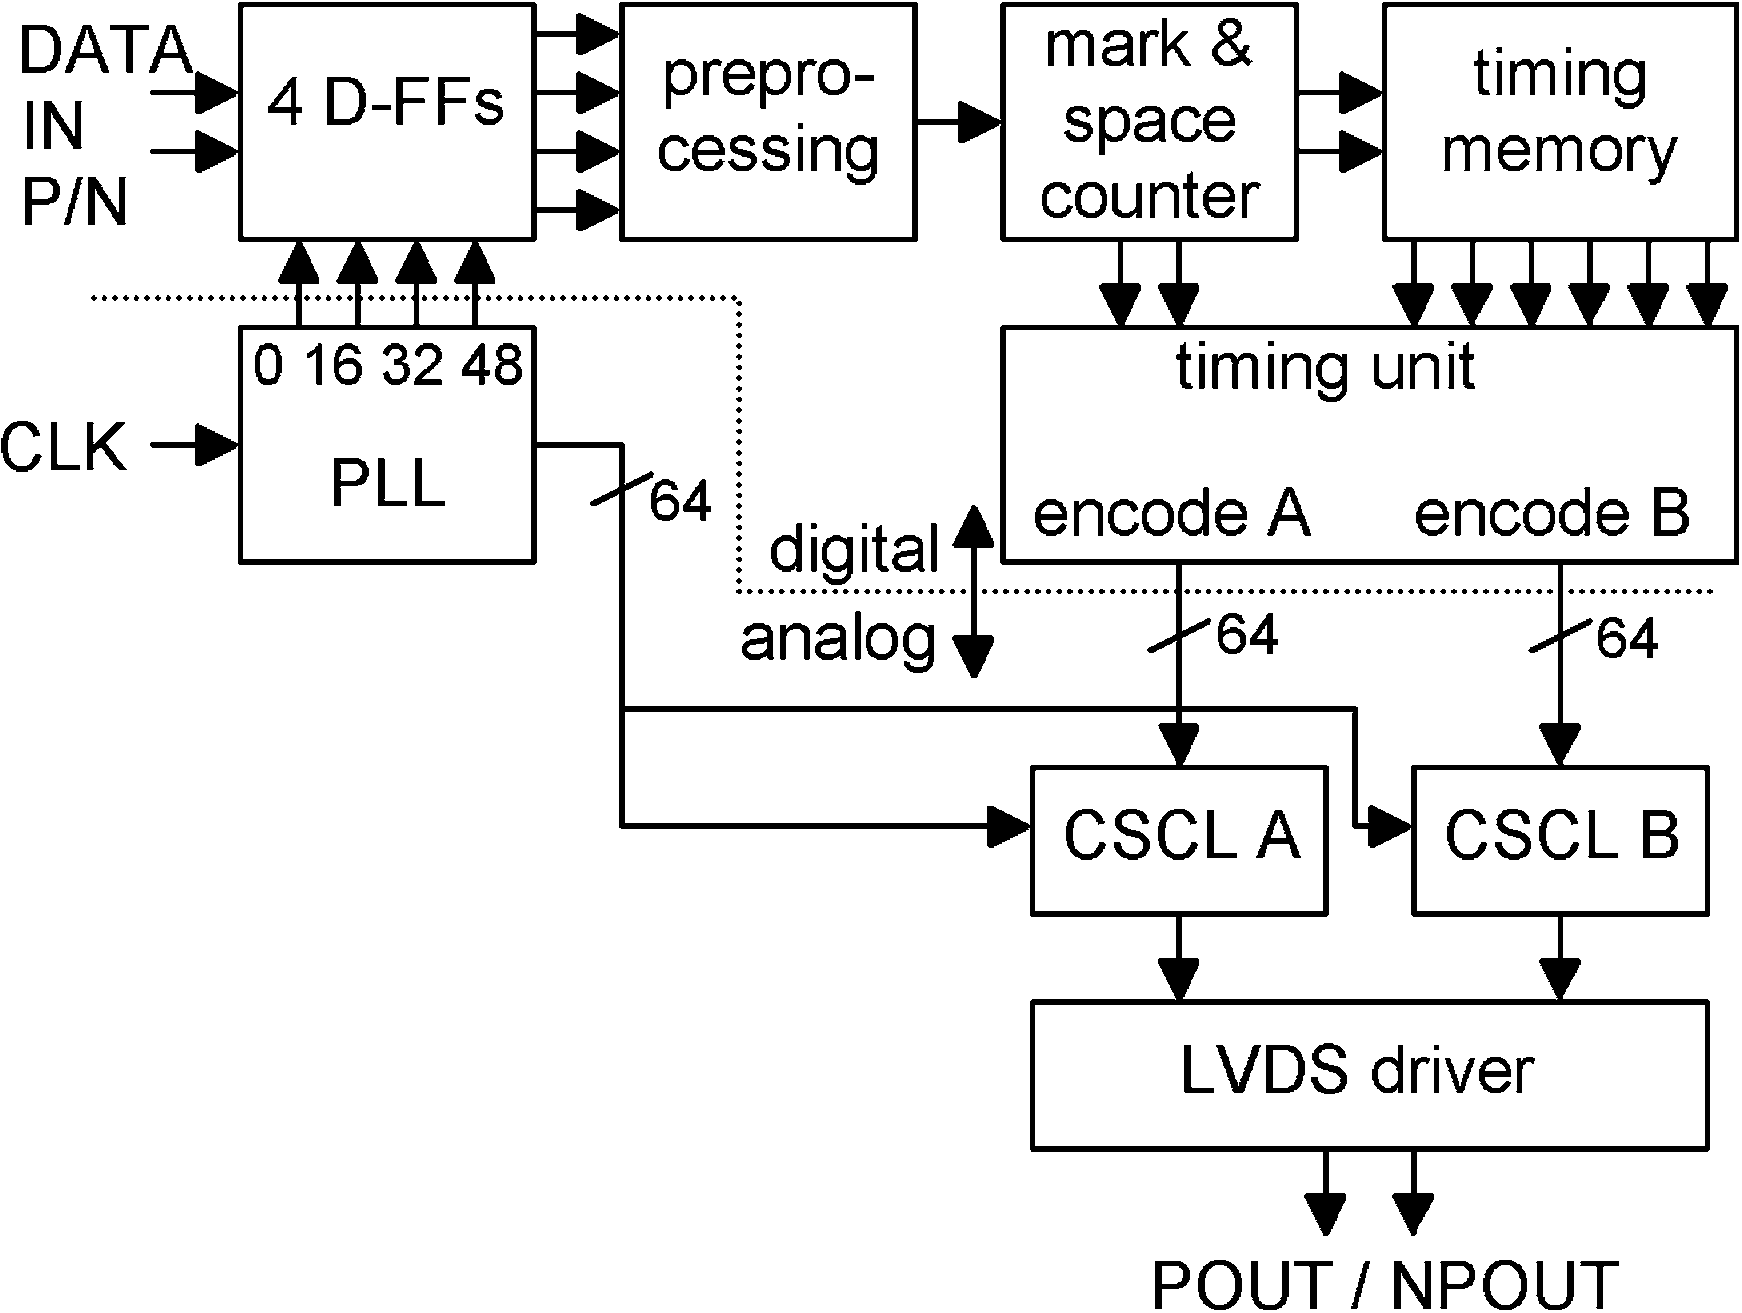 DATA
IN
P/N
4 D-FFs
prepro-
cessing
mark &
space
counter
timing
memory
0 16 32 48
PLL
CLK
64
timing unit
encode A
encode B
digital
analog
64
64
CSCL A
CSCL B
LVDS driver
POUT / NPOUT